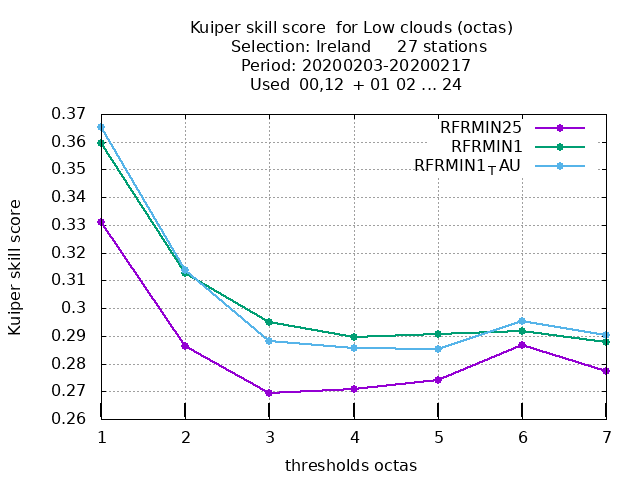 Kuiper skill score  for Low clouds (octas)
Selection: Ireland     27 stations
Period: 20200203-20200217
Used  00,12  + 01 02 ... 24
RFRMIN25
RFRMIN1
RFRMIN1TAU
Kuiper skill score
0.37
0.36
0.35
0.34
0.33
0.32
0.31
0.3
0.29
0.28
0.27
0.26
1 2 3 4 5 6 7
thresholds octas